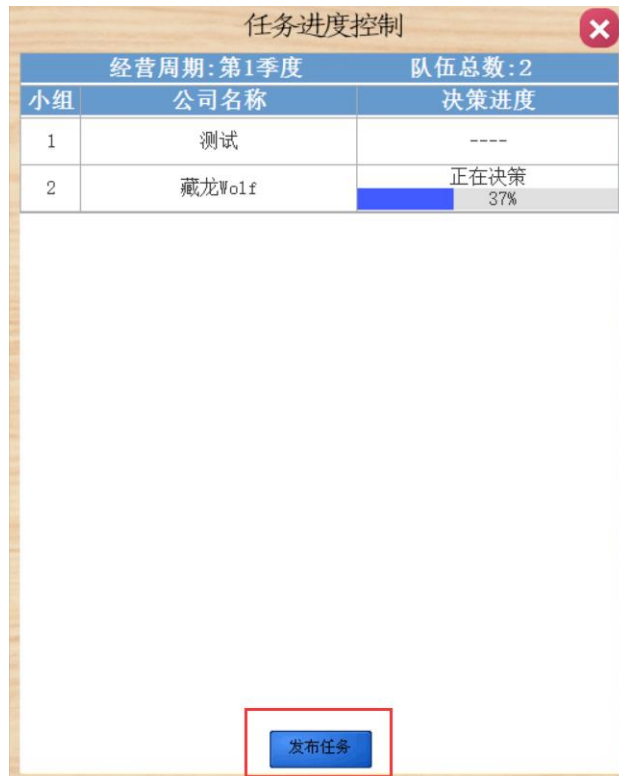 任务进度控制
经营周期:第1季度 队伍总数:2
小组 公司名称 决策进度
1 测试 ----
2 藏龙Wolf 正在决策
37%
发布任务